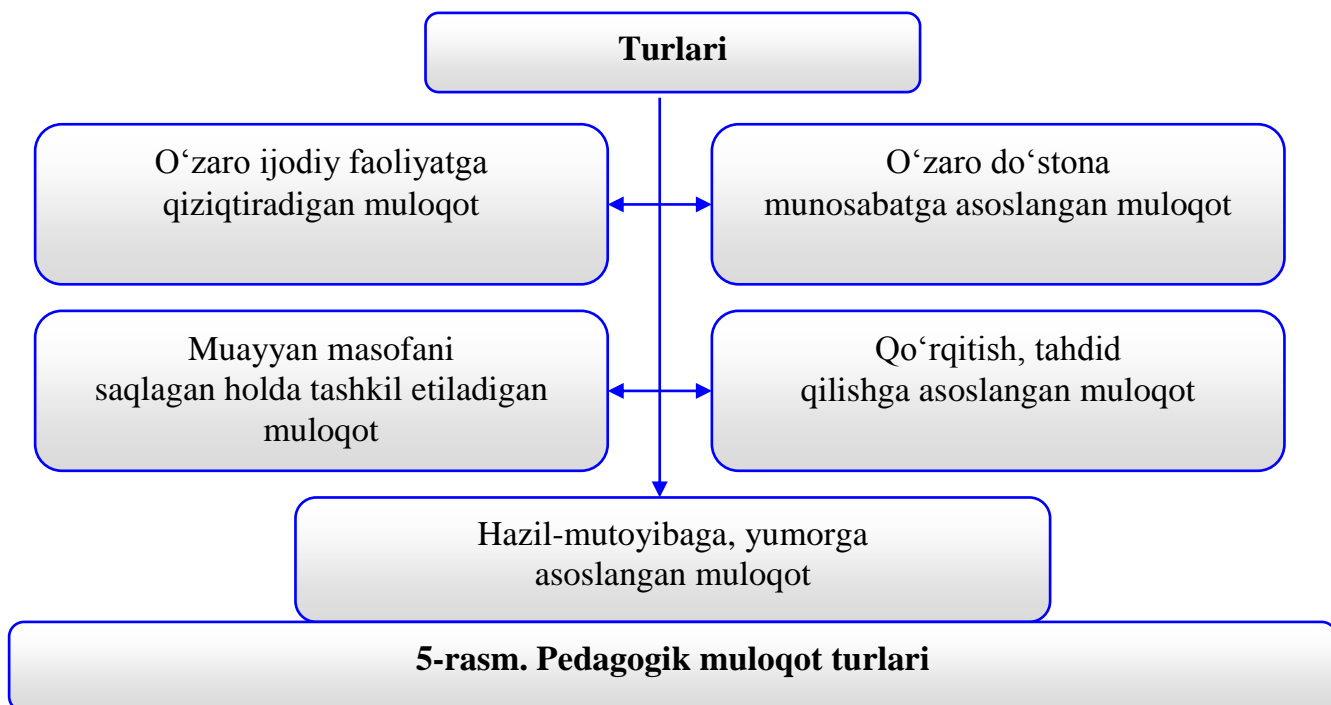 Turlari
O‘zaro ijodiy faoliyatga
qiziqtiradigan muloqot
O‘zaro do‘stona
munosabatga asoslangan muloqot
Muayyan masofani
saqlagan holda tashkil etiladigan
muloqot
Qo‘rqitish, tahdid
qilishga asoslangan muloqot
Hazil-mutoyibaga, yumorga
asoslangan muloqot
5-rasm. Pedagogik muloqot turlari